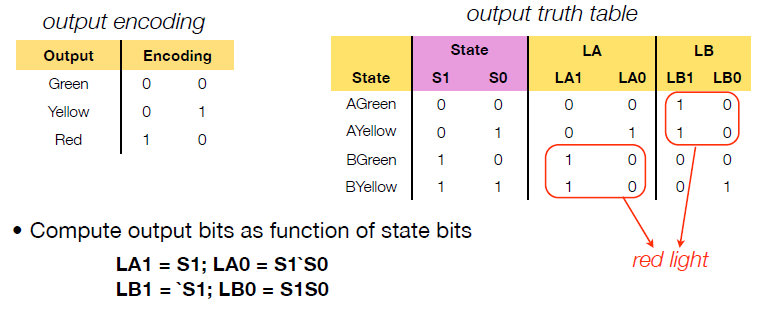 output encoding
Output Encoding
Green 0 0
Yellow 0 1
Red 1 0
output truth table
State LA LB
State S1 S0 LA1 LA0 LB1 LB0
AGreen 0 0 0 0 1 0
AYellow 0 1 0 1 1 0
BGreen 1 0 1 0 0 0
BYellow 1 1 1 0 0 1
red light
• Compute output bits as function of state bits
LA1 = S1; LA0 = S1`S0
LB1 = `S1; LB0 = S1S0